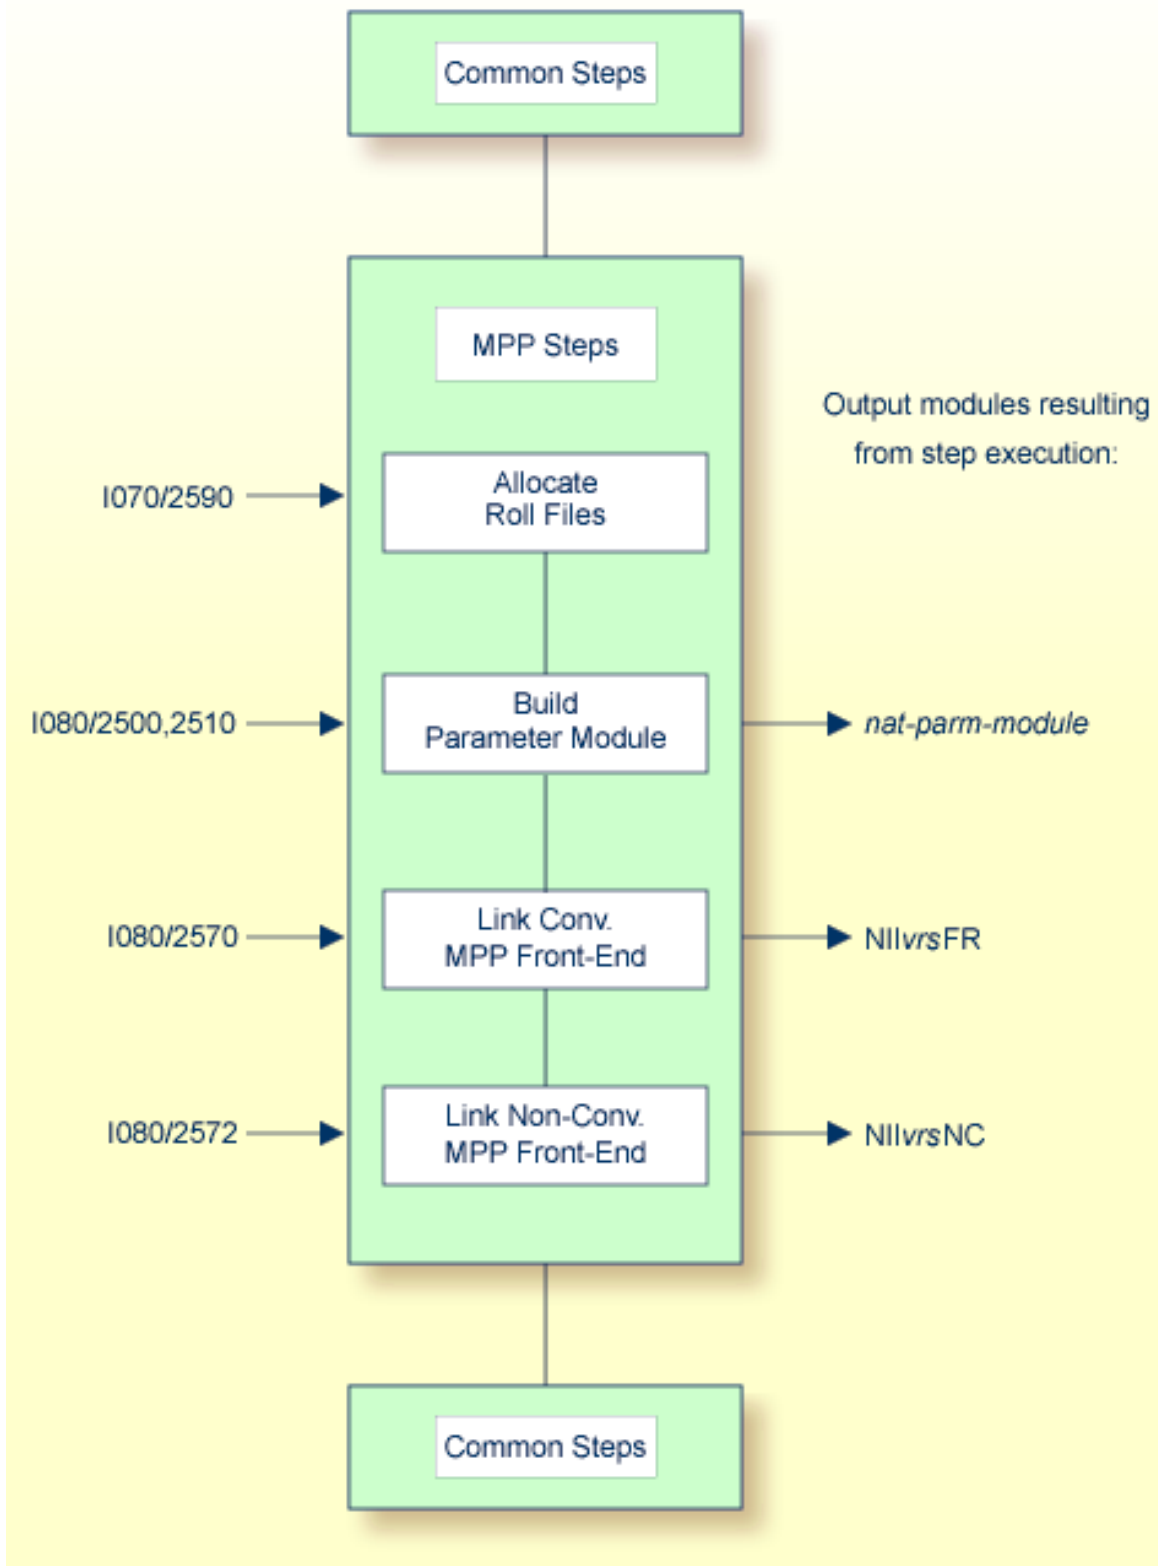 Common Steps
MPP Steps
Output modules resulting
from step execution:
I070/2590
Allocate
Roll Files
I080/2500,2510
Build
Parameter Module
nat-parm-module
I080/2570
Link Conv.
MPP Front-End
NIIvrsFR
I080/2572
Link Non-Conv.
MPP Front-End
NIIvrsNC
Common Steps